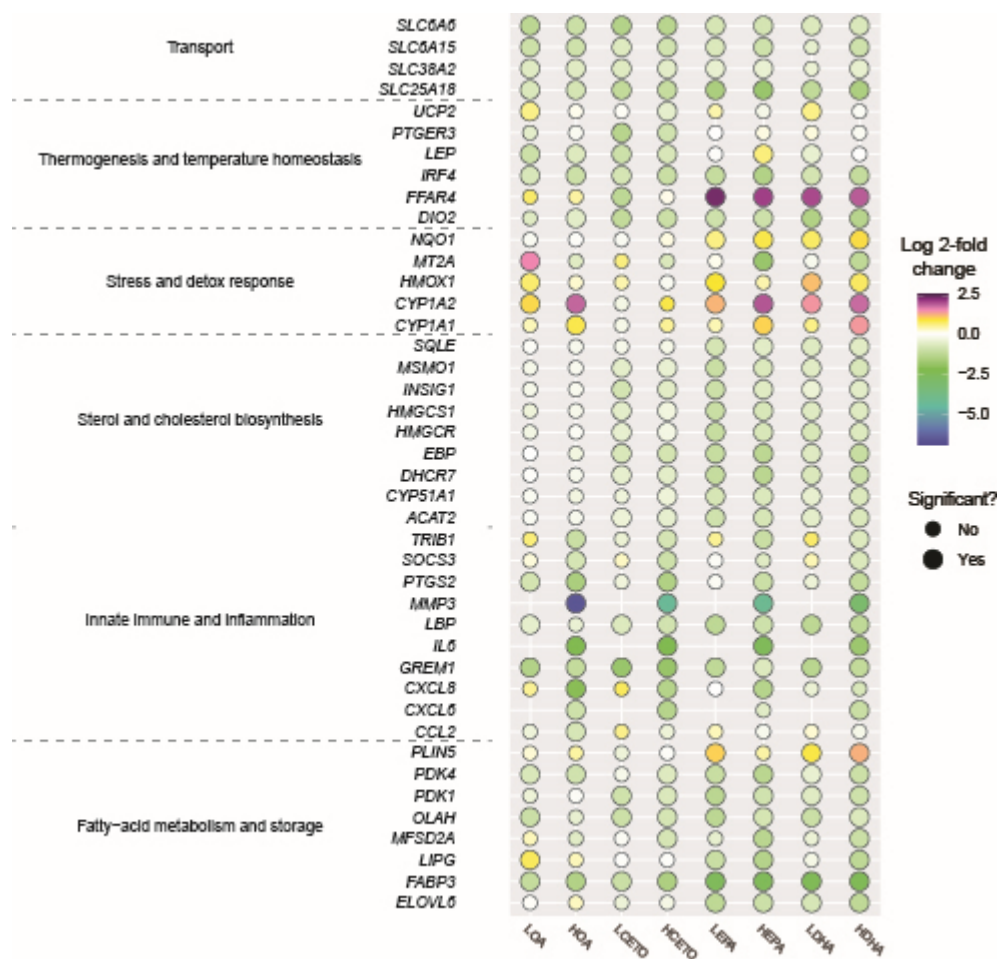 Transport
SLC6A6
SLC6A15
SLC38A2
SLC25A18
Thermogenesis and temperature homeostasis
UCP2
PTGER3
LEP
IRF4
FFAR4
DIO2
Stress and detox response
NQO1
MT2A
HMOX1
CYP1A2
CYP1A1
Sterol and cholesterol biosynthesis
SQLE
MSMO1
INSIG1
HMGCS1
HMGCR
EBP
DHCR7
CYP51A1
ACAT2
Innate immune and inflammation
TRIB1
SOCS3
PTGS2
MMP3
LBP
IL6
GREM1
CXCL8
CXCL6
CCL2
Fatty-acid metabolism and storage
PLIN5
PDK4
PDK1
OLAH
MFSD2A
LIPG
FABP3
ELOVL6
LOA
HOA
LCETO
HCETO
LEPA
HEPA
LDHA
HDHA
Log 2-fold
change
2.5
0.0
−2.5
−5.0
Significant?
No
Yes